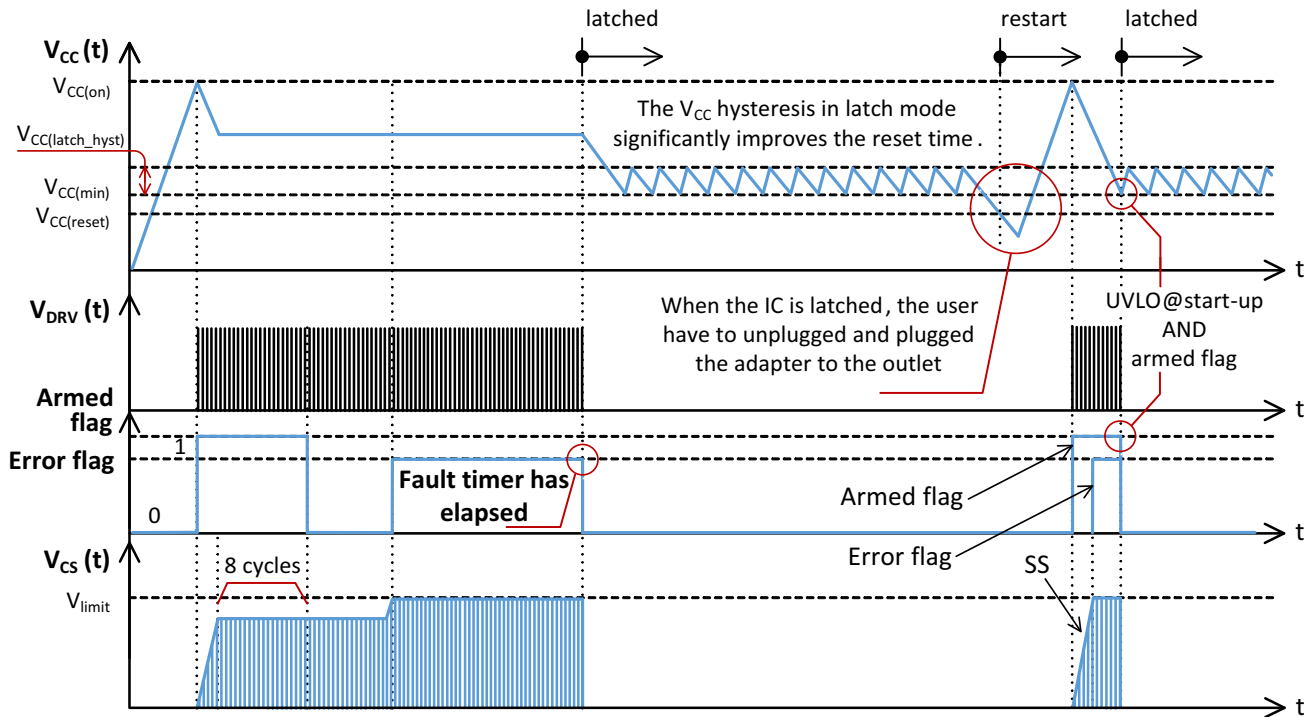 latched
restart
latched
VCC (t)
VCC(on)
VCC(latch_hyst)
VCC(min)
VCC(reset)
The VCC hysteresis in latch mode
significantly improves the reset time .
t
VDRV (t)
When the IC is latched , the user
have to unplugged and plugged
the adapter to the outlet
UVLO@start-up
AND
armed flag
t
Armed
flag
1
Error flag
0
Fault timer has
elapsed
Armed flag
Error flag
t
VCS (t)
8 cycles
SS
Vlimit
t